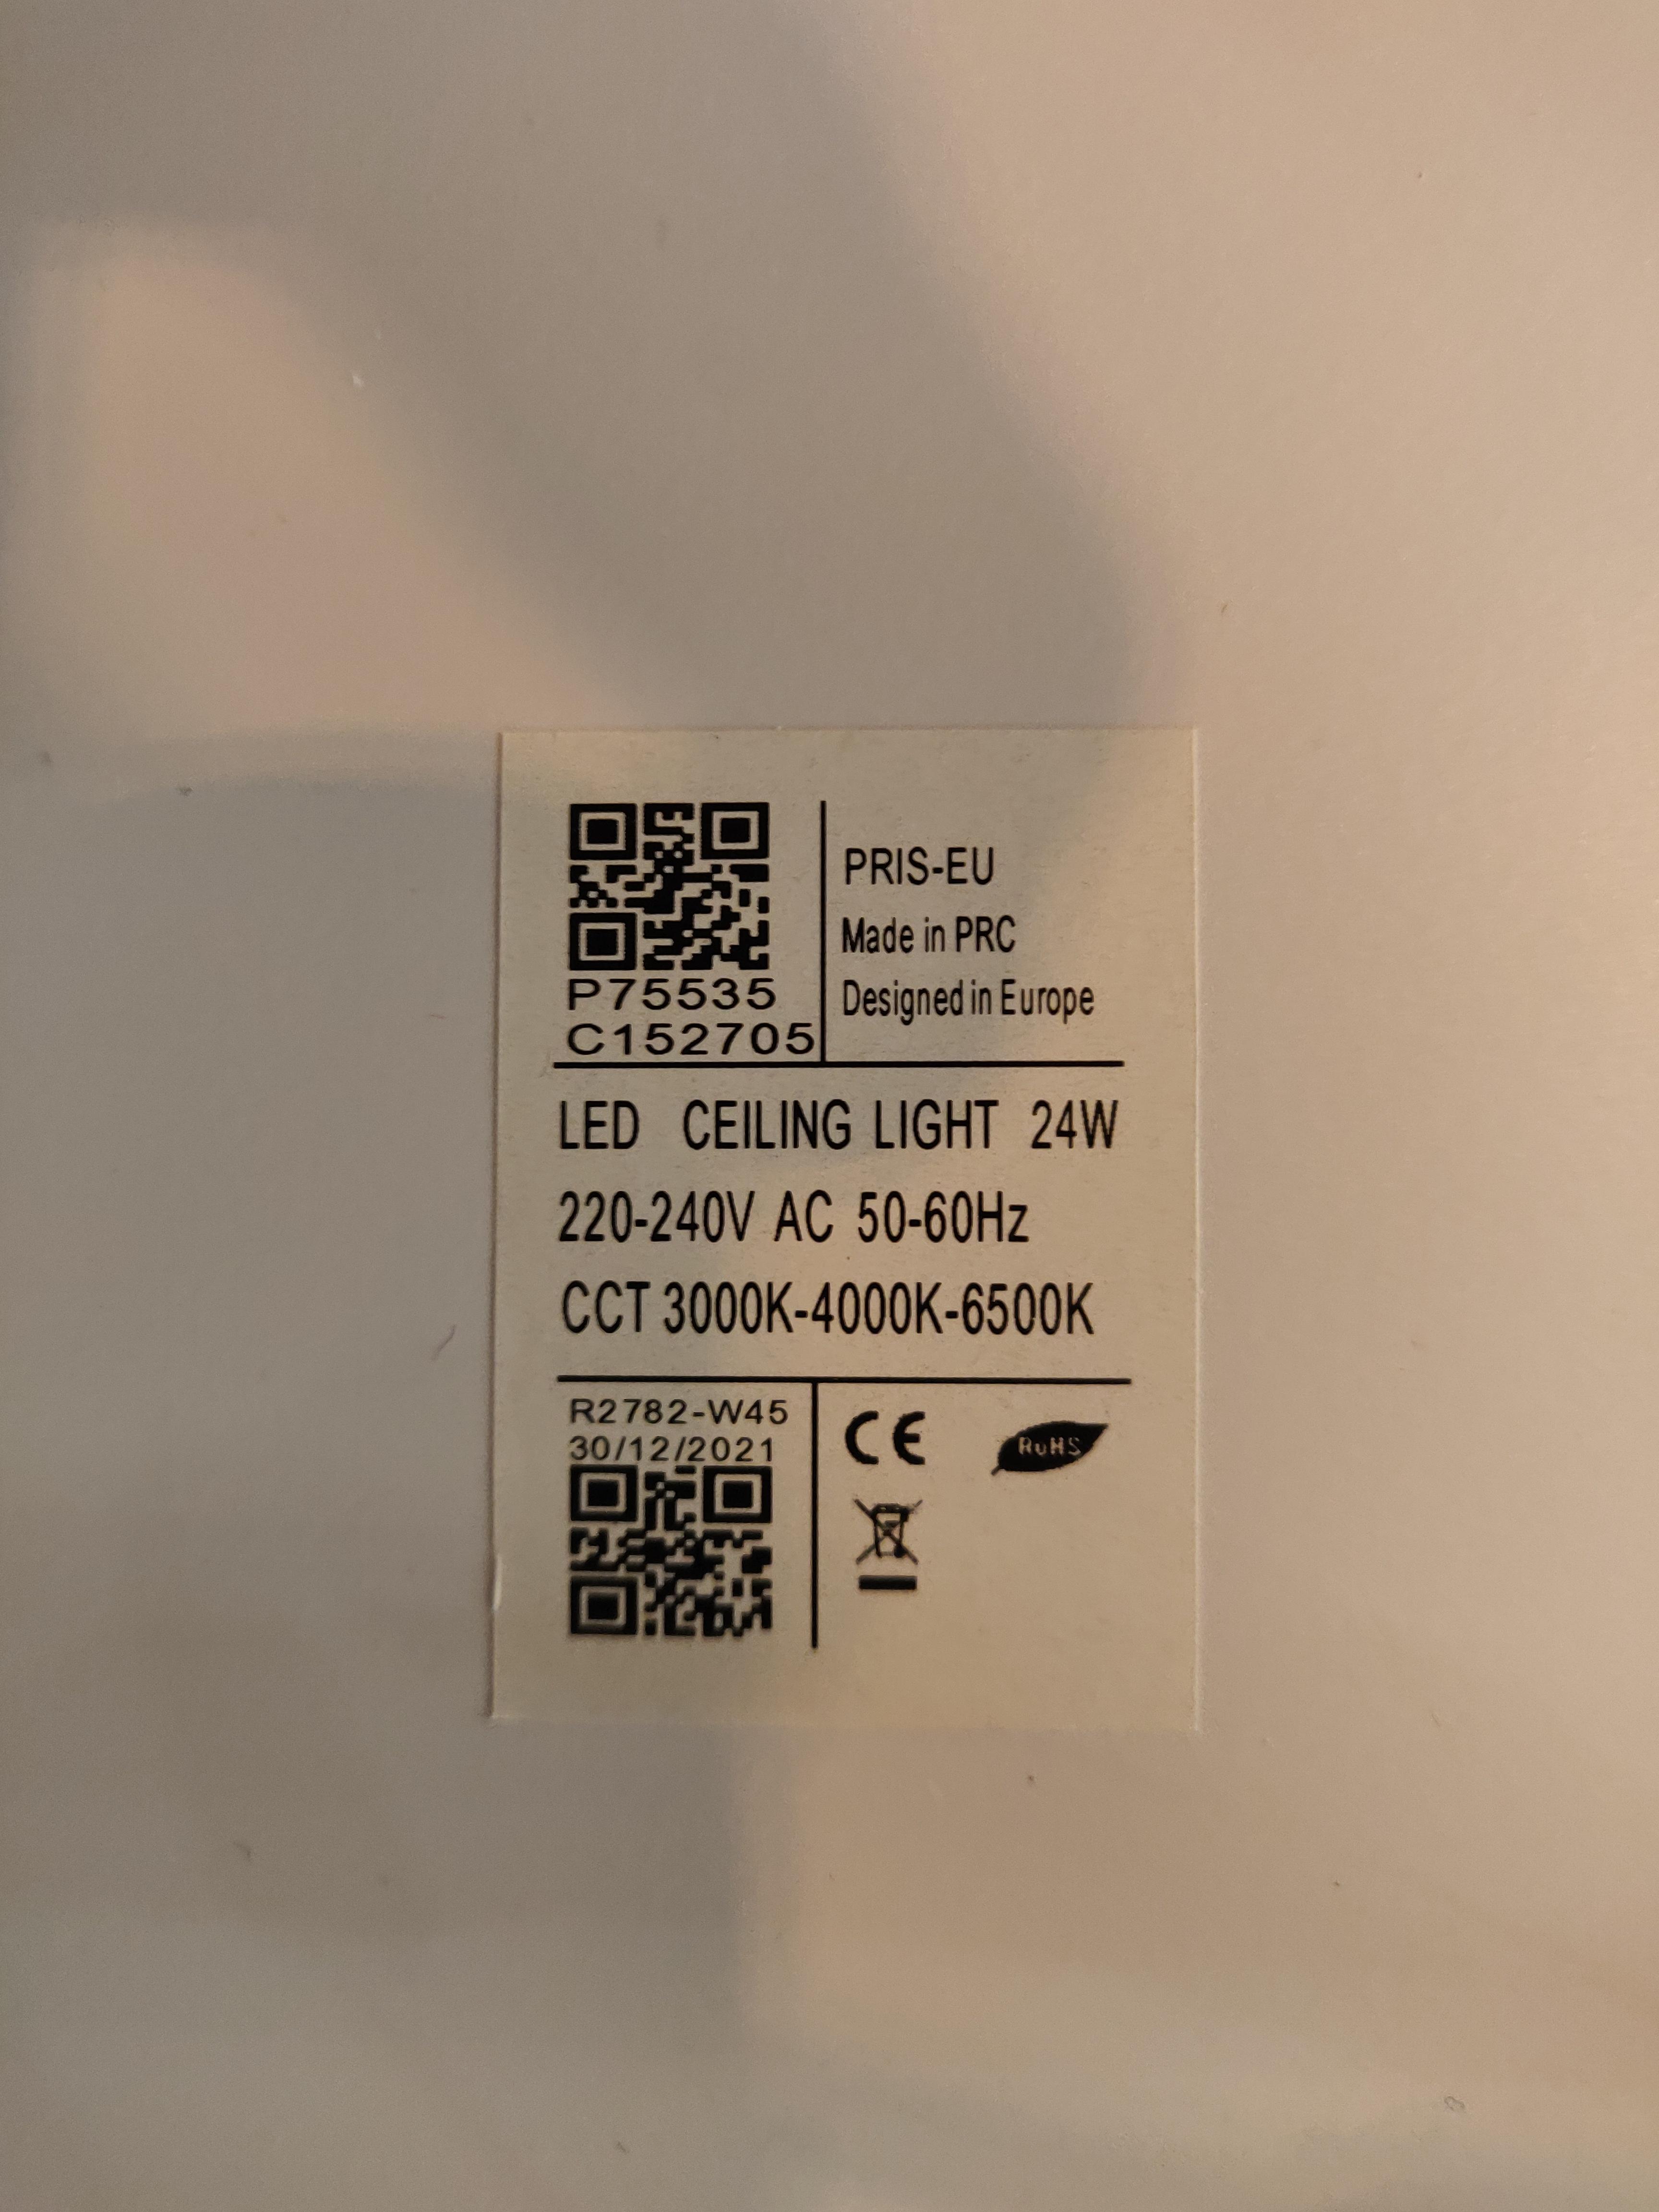 P75535
C152705
PRIS-EU
Made in PRC
Designed in Europe
LED CEILING LIGHT 24W
220-240V AC 50-60Hz
CCT 3000K-4000K-6500K
R2782-W45
30/12/2021
CE
RoHS